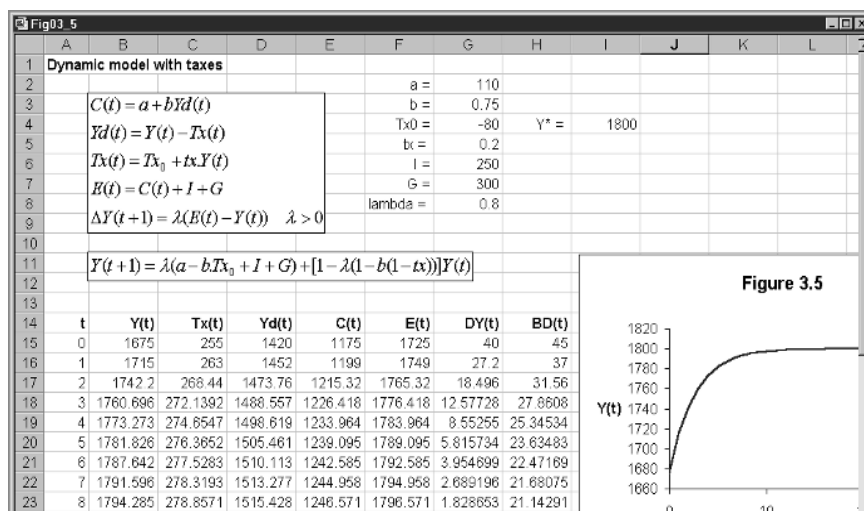 Fig03_5
A B C D E F G H I J K L
1 Dynamic model with taxes
2 a = 110
3 C(t) = a + bYd(t) b = 0.75
4 Yd(t) = Y(t) − Tx(t) Tx0 = -80 Y* = 1800
5 Tx(t) = Tx₀ + tx.Y(t) tx = 0.2
6 I = 250
7 E(t) = C(t) + I + G G = 300
8 ΔY(t+1) = λ(E(t) − Y(t)) λ > 0 lambda = 0.8
9
10
11 Y(t+1) = λ(a − b.Tx₀ + I + G) + [1 − λ(1 − b(1 − tx))]Y(t)
12 Figure 3.5
13
14 t Y(t) Tx(t) Yd(t) C(t) E(t) DY(t) BD(t)
15 0 1675 255 1420 1175 1725 40 45
16 1 1715 263 1452 1199 1749 27.2 37
17 2 1742.2 268.44 1473.76 1215.32 1765.32 18.496 31.56
18 3 1760.696 272.1392 1488.557 1226.418 1776.418 12.57728 27.8608
19 4 1773.273 274.6547 1498.619 1233.964 1783.964 8.55255 25.34534
20 5 1781.826 276.3652 1505.461 1239.095 1789.095 5.815734 23.63483
21 6 1787.642 277.5283 1510.113 1242.585 1792.585 3.954699 22.47169
22 7 1791.596 278.3193 1513.277 1244.958 1794.958 2.689196 21.68075
23 8 1794.285 278.8571 1515.428 1246.571 1796.571 1.828653 21.14291
1820
1800
1780
1760
Y(t) 1740
1720
1700
1680
1660
0 10